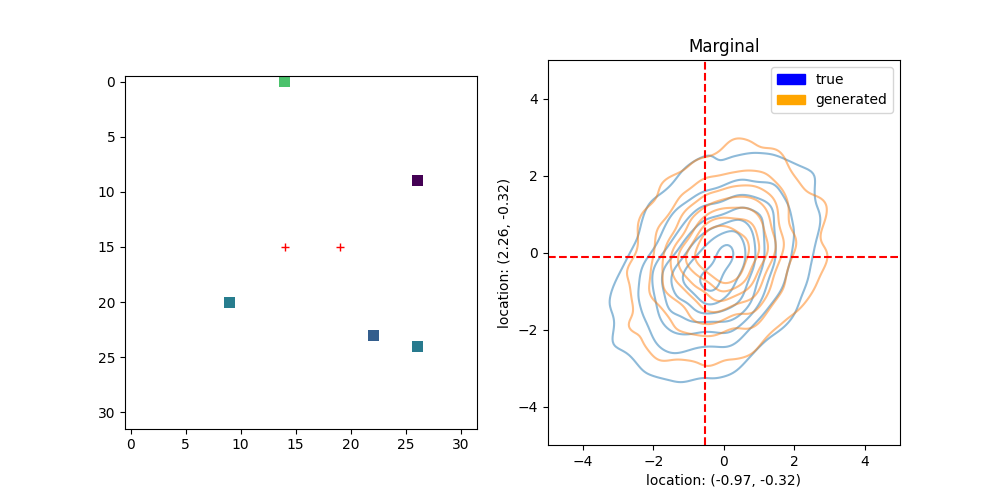 0
5
10
15
20
25
30
0 5 10 15 20 25 30
Marginal
true
generated
4
2
0
−2
−4
location: (2.26, -0.32)
−4 −2 0 2 4
location: (-0.97, -0.32)